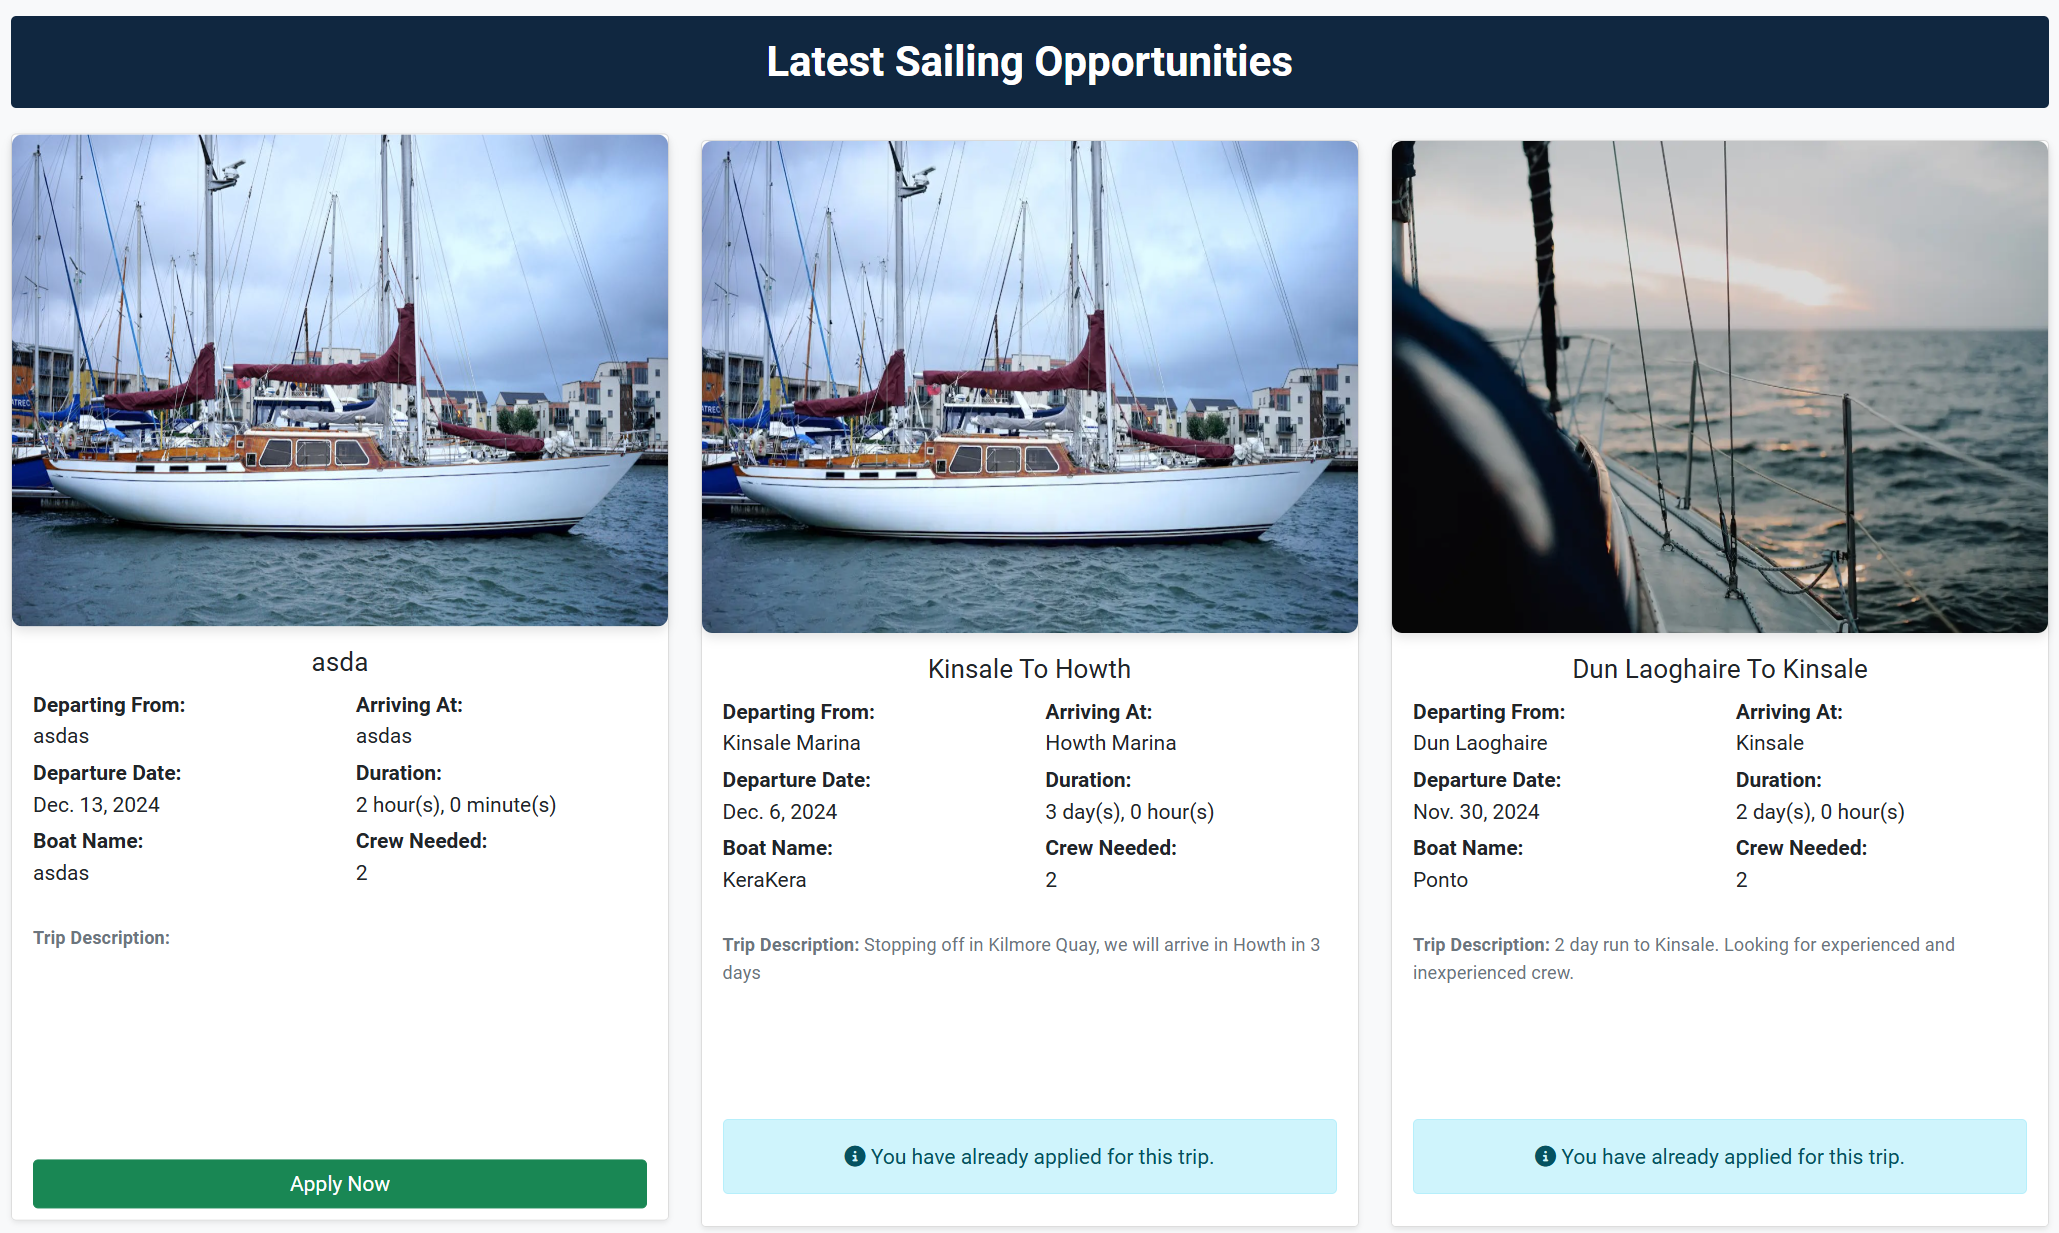 Latest Sailing Opportunities
ATREC
ATREC
asda
Departing From:
asdas
Arriving At:
asdas
Departure Date:
Dec. 13, 2024
Duration:
2 hour(s), 0 minute(s)
Boat Name:
asdas
Crew Needed:
2
Trip Description:
Apply Now
Kinsale To Howth
Departing From:
Kinsale Marina
Arriving At:
Howth Marina
Departure Date:
Dec. 6, 2024
Duration:
3 day(s), 0 hour(s)
Boat Name:
KeraKera
Crew Needed:
2
Trip Description: Stopping off in Kilmore Quay, we will arrive in Howth in 3
days
You have already applied for this trip.
Dun Laoghaire To Kinsale
Departing From:
Dun Laoghaire
Arriving At:
Kinsale
Departure Date:
Nov. 30, 2024
Duration:
2 day(s), 0 hour(s)
Boat Name:
Ponto
Crew Needed:
2
Trip Description: 2 day run to Kinsale. Looking for experienced and
inexperienced crew.
You have already applied for this trip.